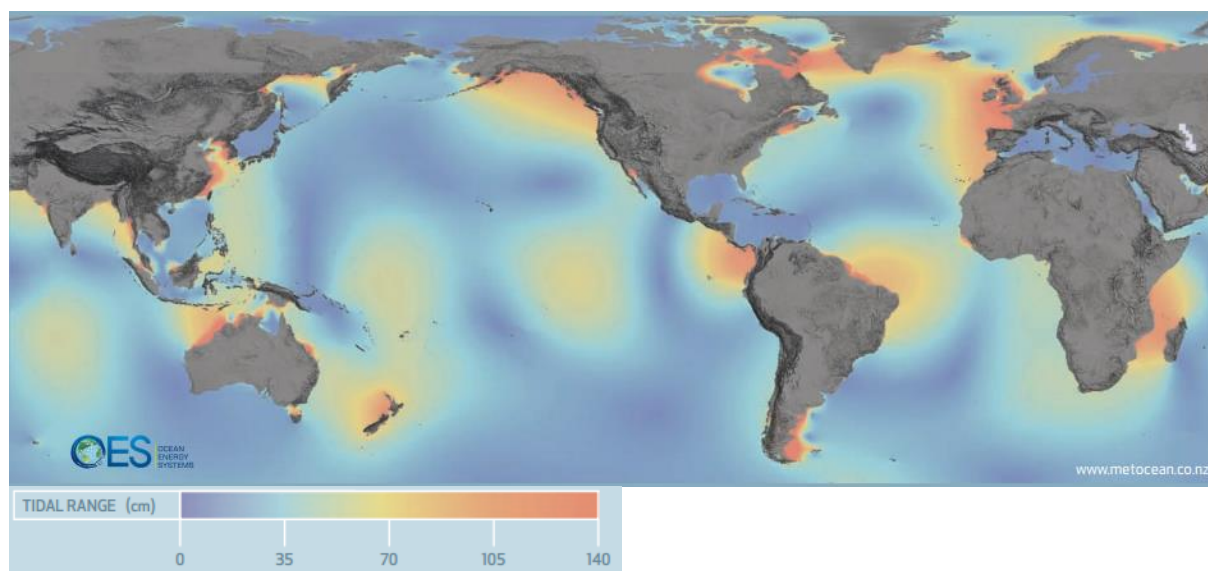 OES OCEAN
ENERGY
SYSTEMS
www.metocean.co.nz
TIDAL RANGE (cm)
0 35 70 105 140